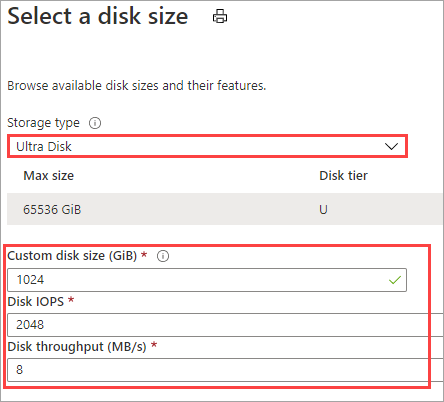 Select a disk size
Browse available disk sizes and their features.
Storage type
Ultra Disk
Max size Disk tier
65536 GiB U
Custom disk size (GiB) *
1024
Disk IOPS *
2048
Disk throughput (MB/s) *
8